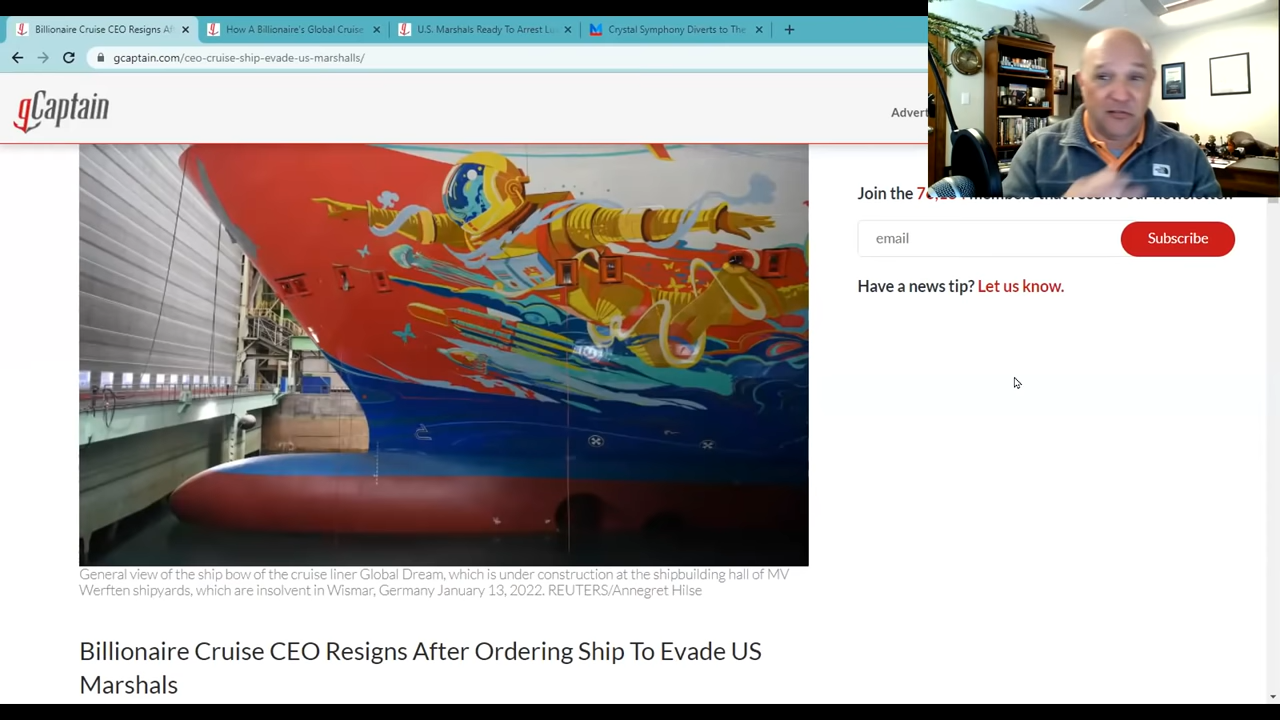 Billionaire Cruise CEO Resigns Af
How A Billionaire's Global Cruise
U.S. Marshals Ready To Arrest Lu
Crystal Symphony Diverts to The
gcaptain.com/ceo-cruise-ship-evade-us-marshalls/
gCaptain
Advert
Join the members that receive our newsletter
email
Subscribe
Have a news tip? Let us know.
General view of the ship bow of the cruise liner Global Dream, which is under construction at the shipbuilding hall of MV
Werften shipyards, which are insolvent in Wismar, Germany January 13, 2022. REUTERS/Annegret Hilse
Billionaire Cruise CEO Resigns After Ordering Ship To Evade US
Marshals